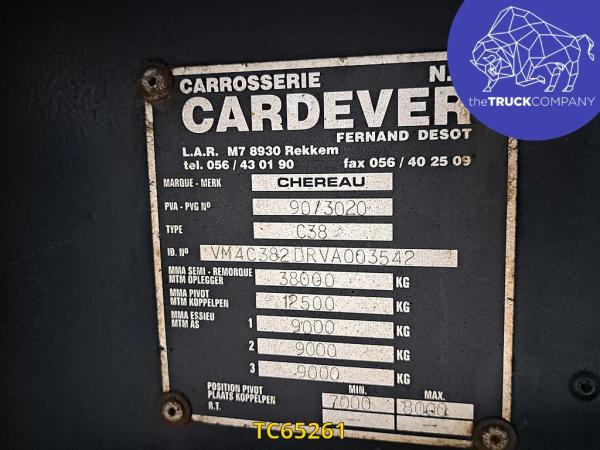 CARROSSERIE N.
CARDEVER
FERNAND DESOT
L.A.R. M7 8930 Rekkem
tel. 056 / 43 01 90 fax 056 / 40 25 09
MARQUE - MERK CHEREAU
PVA - PVG Nº 90/3020
TYPE C38
ID. Nº VM4C382DRVA003542
MMA SEMI - REMORQUE
MTM OPLEGGER 38000 KG
MMA PIVOT
MTM KOPPELPEN 12500 KG
MMA ESSIEU
MTM AS 1 9000 KG
2 9000 KG
3 9000 KG
POSITION PIVOT MIN. MAX.
PLAATS KOPPELPEN 7000 8000
R.T. — —
theTRUCKCOMPANY
TC65261